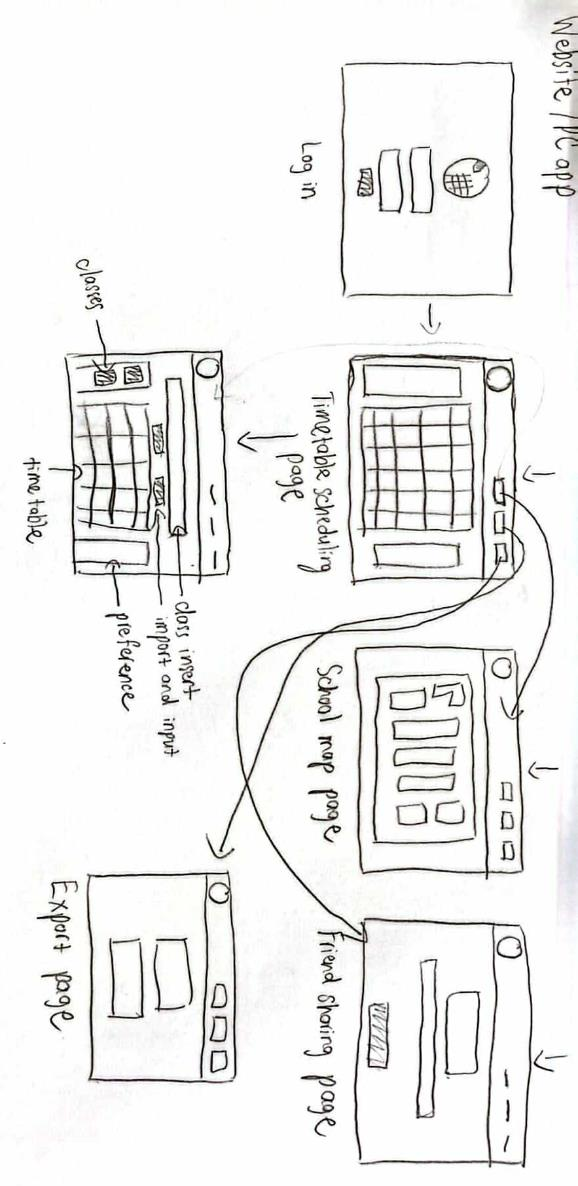 Website / PC app
Log in
Timetable scheduling
page
School map page
Friend sharing page
classes
time table
preference
import and input
class insert
Export page